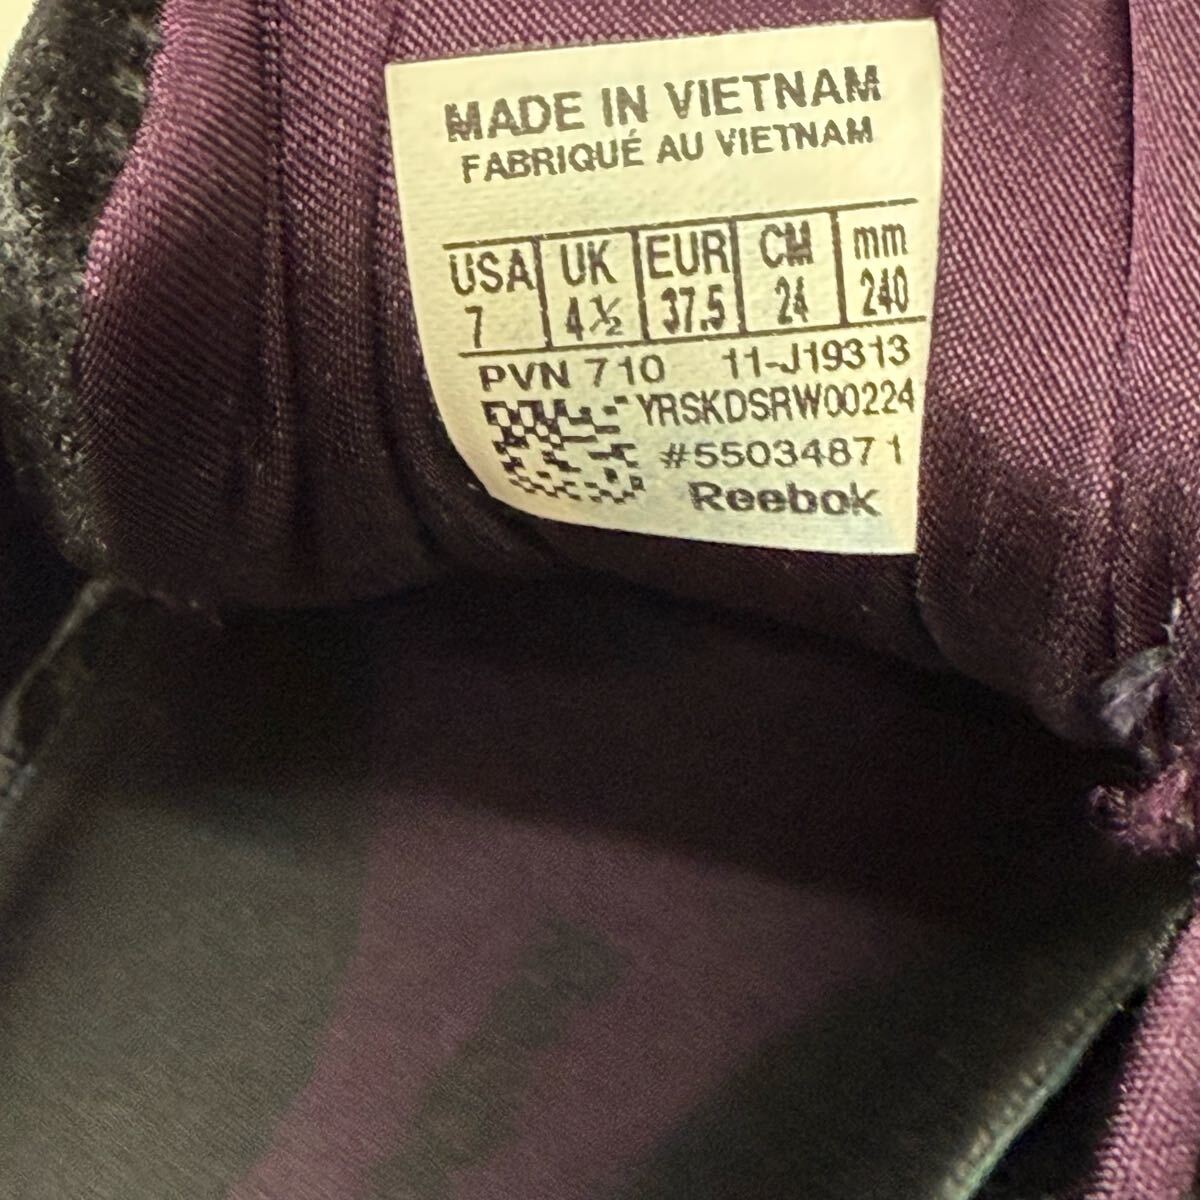 MADE IN VIETNAM
FABRIQUÉ AU VIETNAM
USA UK EUR CM mm
7 4½ 37.5 24 240
PVN 710 11-J19313
YRSKDSRW00224
#55034871
Reebok